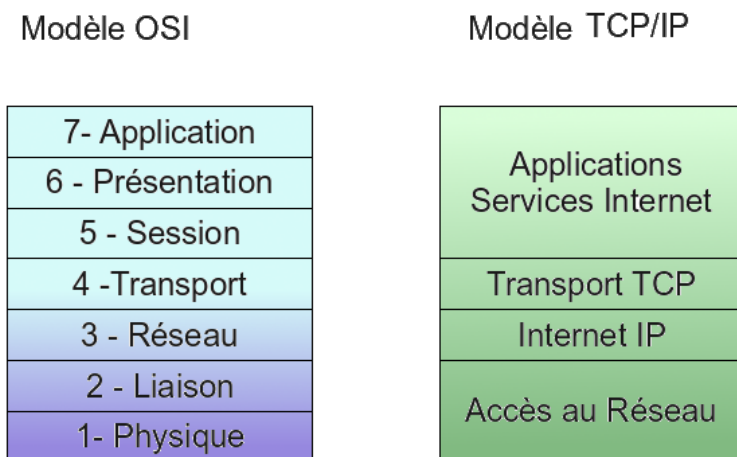 Modèle OSI
7- Application
6 - Présentation
5 - Session
4 -Transport
3 - Réseau
2 - Liaison
1- Physique
Modèle TCP/IP
Applications
Services Internet
Transport TCP
Internet IP
Accès au Réseau